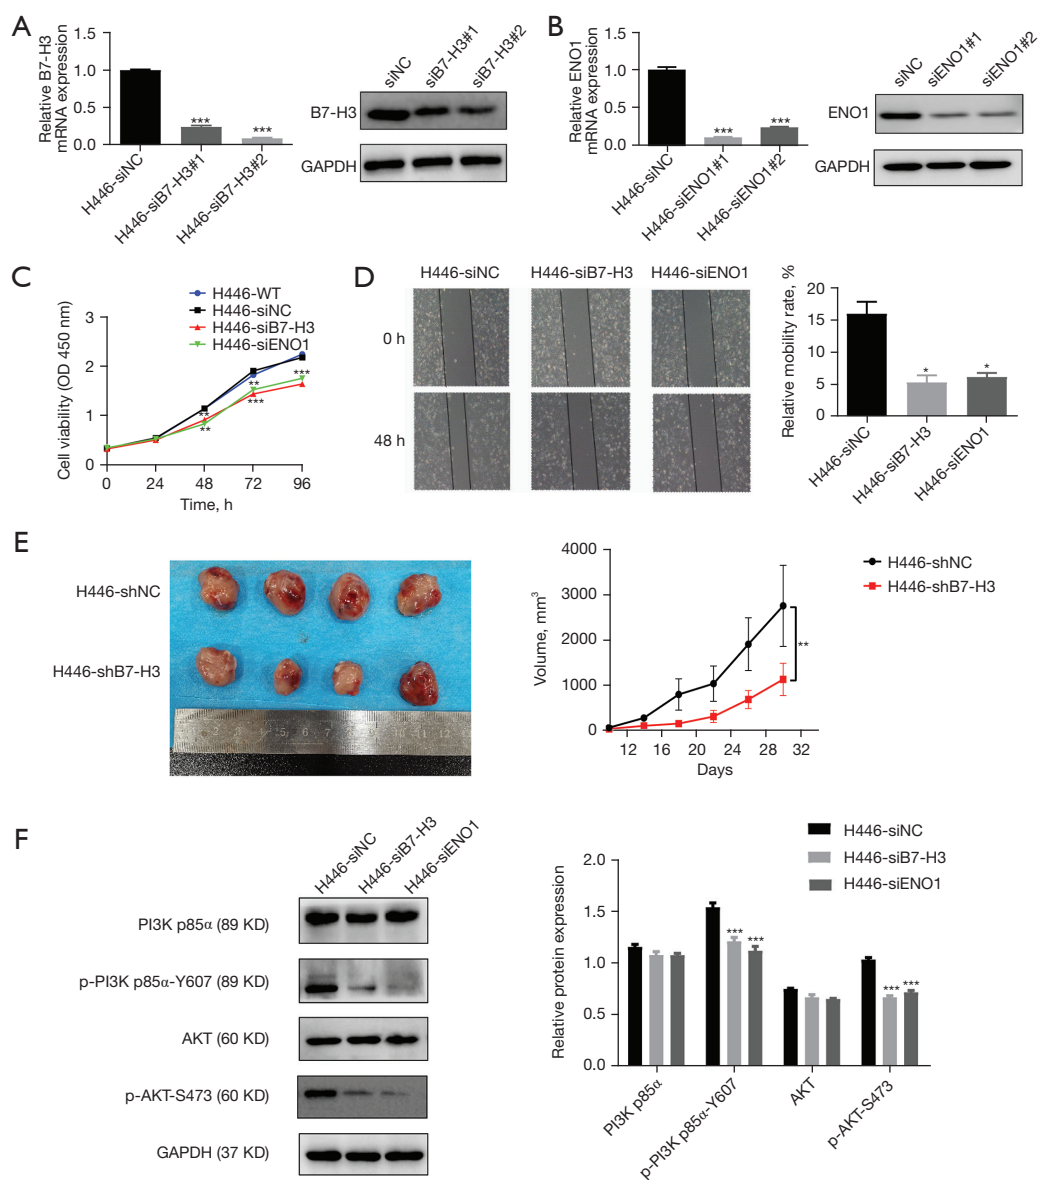 A
Relative B7-H3
mRNA expression
1.5
1.0
0.5
0.0
***
***
H446-siNC
H446-siB7-H3#1
H446-siB7-H3#2
siNC
siB7-H3#1
siB7-H3#2
B7-H3
GAPDH
B
Relative ENO1
mRNA expression
1.5
1.0
0.5
0.0
***
***
H446-siNC
H446-siENO1#1
H446-siENO1#2
siNC
siENO1#1
siENO1#2
ENO1
GAPDH
C
H446-WT
H446-siNC
H446-siB7-H3
H446-siENO1
Cell viability (OD 450 nm)
3
2
1
0
**
**
**
***
***
0 24 48 72 96
Time, h
D
H446-siNC H446-siB7-H3 H446-siENO1
0 h
48 h
Relative mobility rate, %
20
15
10
5
0
*
*
H446-siNC
H446-siB7-H3
H446-siENO1
E
H446-shNC
H446-shB7-H3
5 6 7 10 11 12
Volume, mm³
4000
3000
2000
1000
0
**
12 16 20 24 28 32
Days
H446-shNC
H446-shB7-H3
F
H446-siNC
H446-siB7-H3
H446-siENO1
PI3K p85α (89 KD)
p-PI3K p85α-Y607 (89 KD)
AKT (60 KD)
p-AKT-S473 (60 KD)
GAPDH (37 KD)
H446-siNC
H446-siB7-H3
H446-siENO1
Relative protein expression
2.0
1.5
1.0
0.5
0.0
***
***
***
***
PI3K p85α
p-PI3K p85α-Y607
AKT
p-AKT-S473